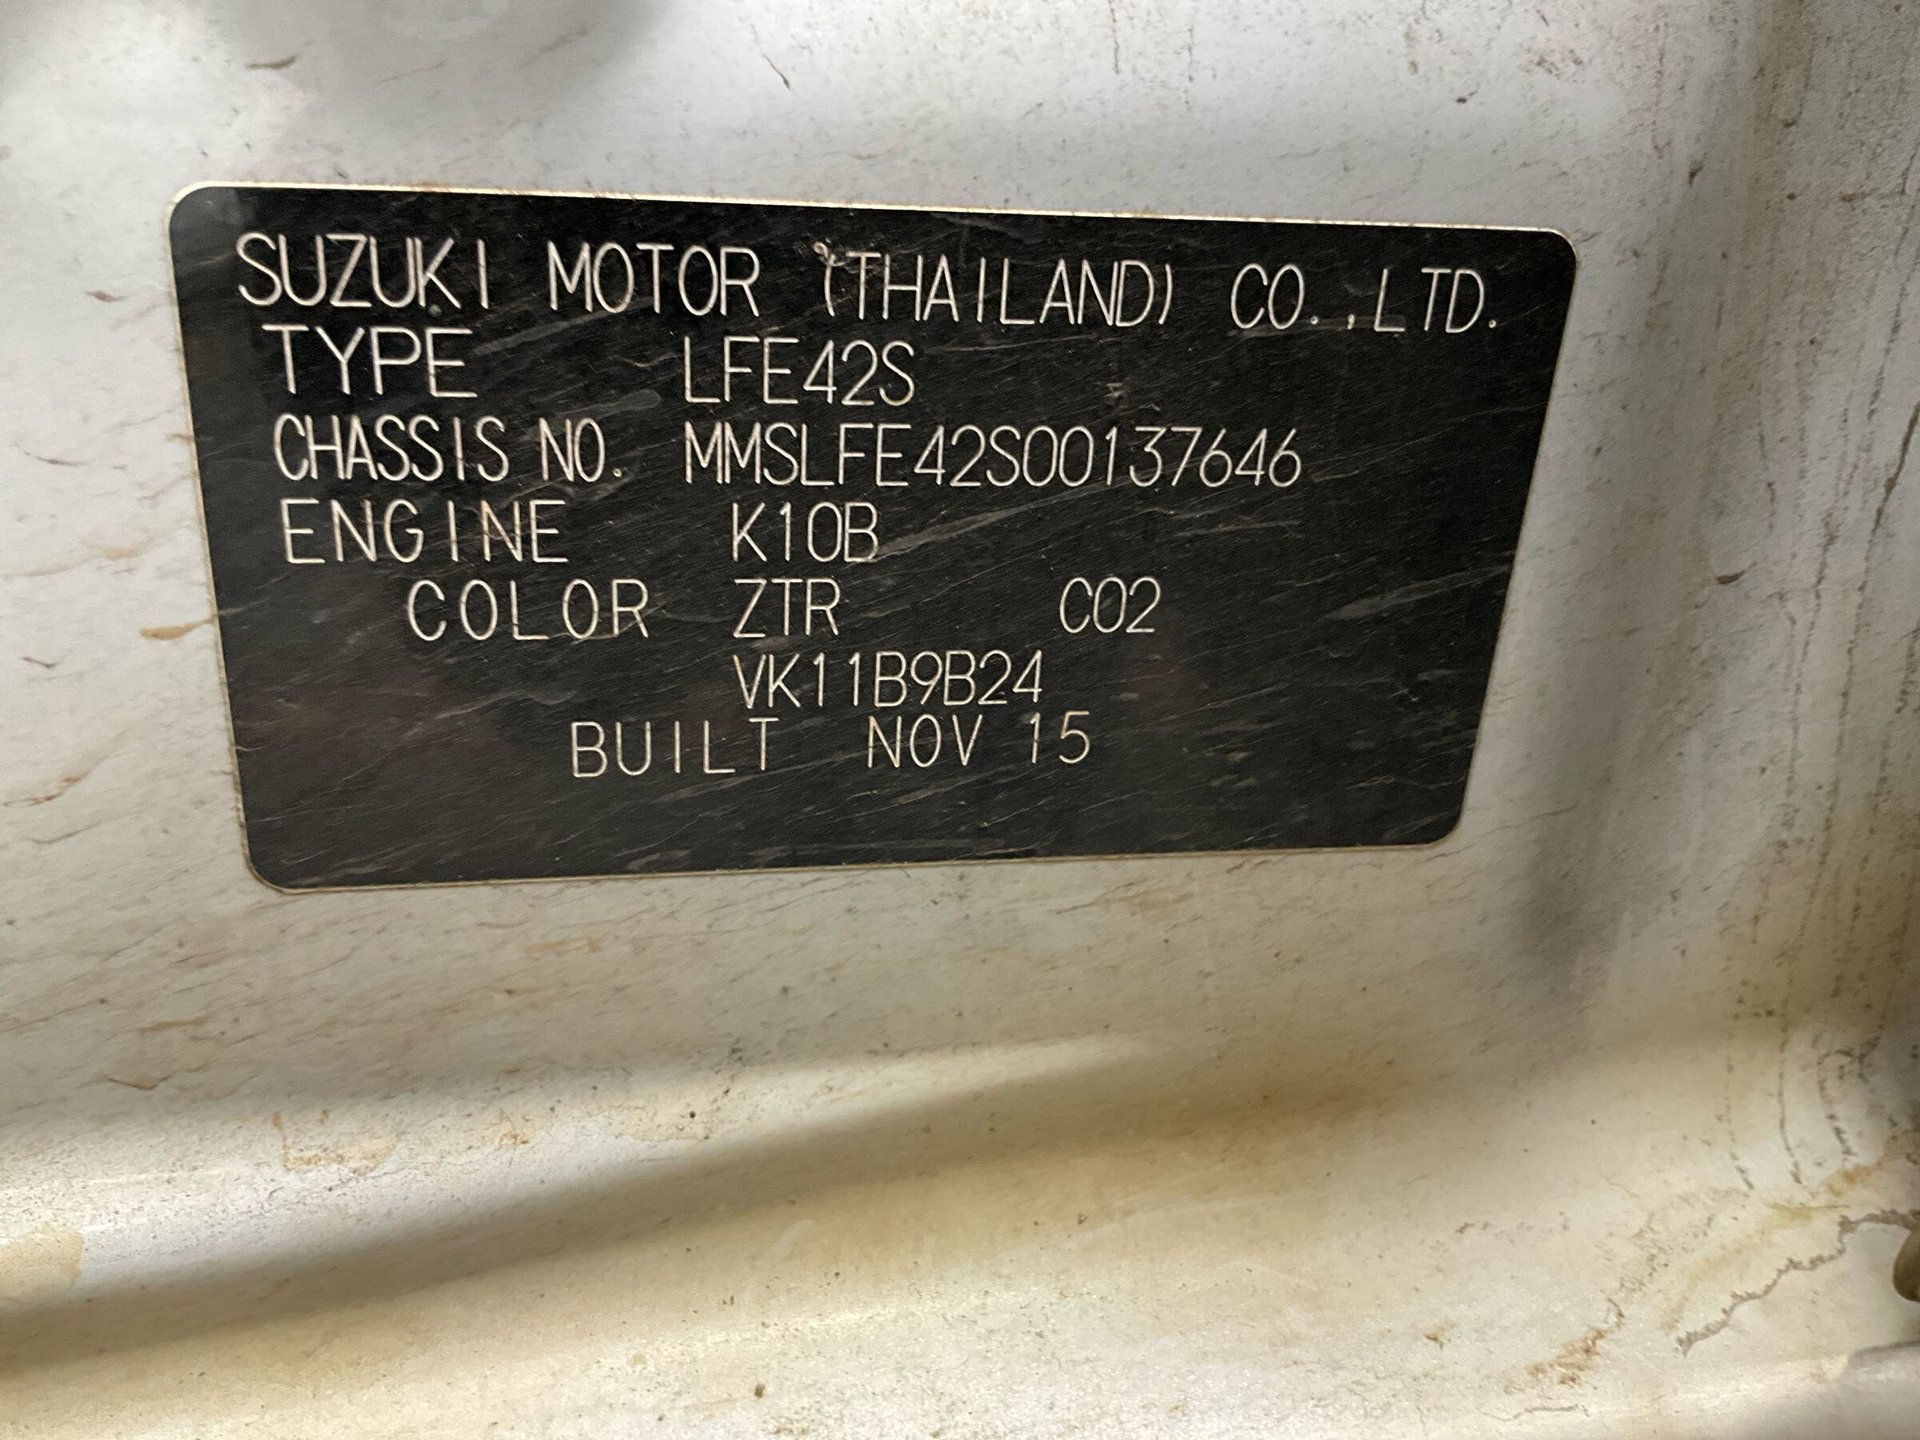 SUZUKI MOTOR (THAILAND) CO.,LTD.
TYPE LFE42S
CHASSIS NO. MMSLFE42S00137646
ENGINE K10B
COLOR ZTR C02
VK11B9B24
BUILT NOV 15